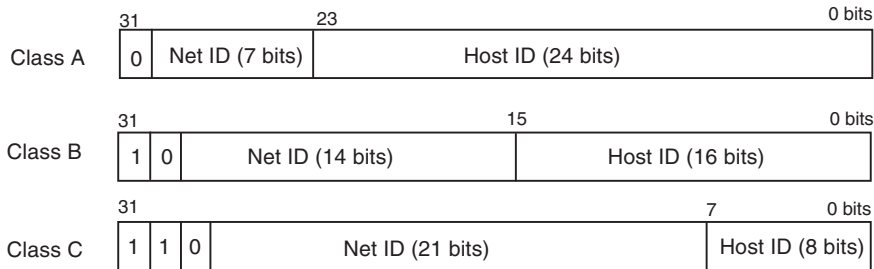 31 23 0 bits
Class A 0 Net ID (7 bits) Host ID (24 bits)
31 15 0 bits
Class B 1 0 Net ID (14 bits) Host ID (16 bits)
31 7 0 bits
Class C 1 1 0 Net ID (21 bits) Host ID (8 bits)